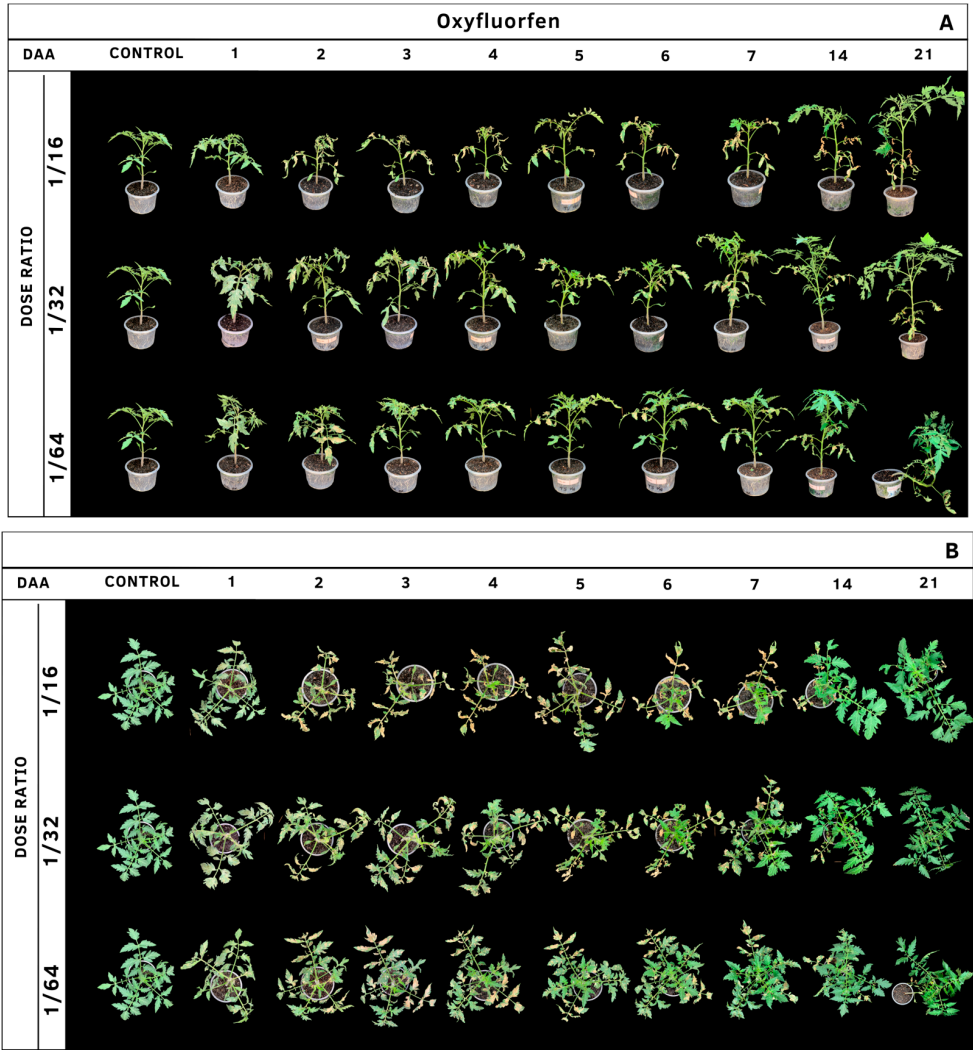 Oxyfluorfen
A
DAA CONTROL 1 2 3 4 5 6 7 14 21
DOSE RATIO
1/16
1/32
1/64
B
DAA CONTROL 1 2 3 4 5 6 7 14 21
DOSE RATIO
1/16
1/32
1/64